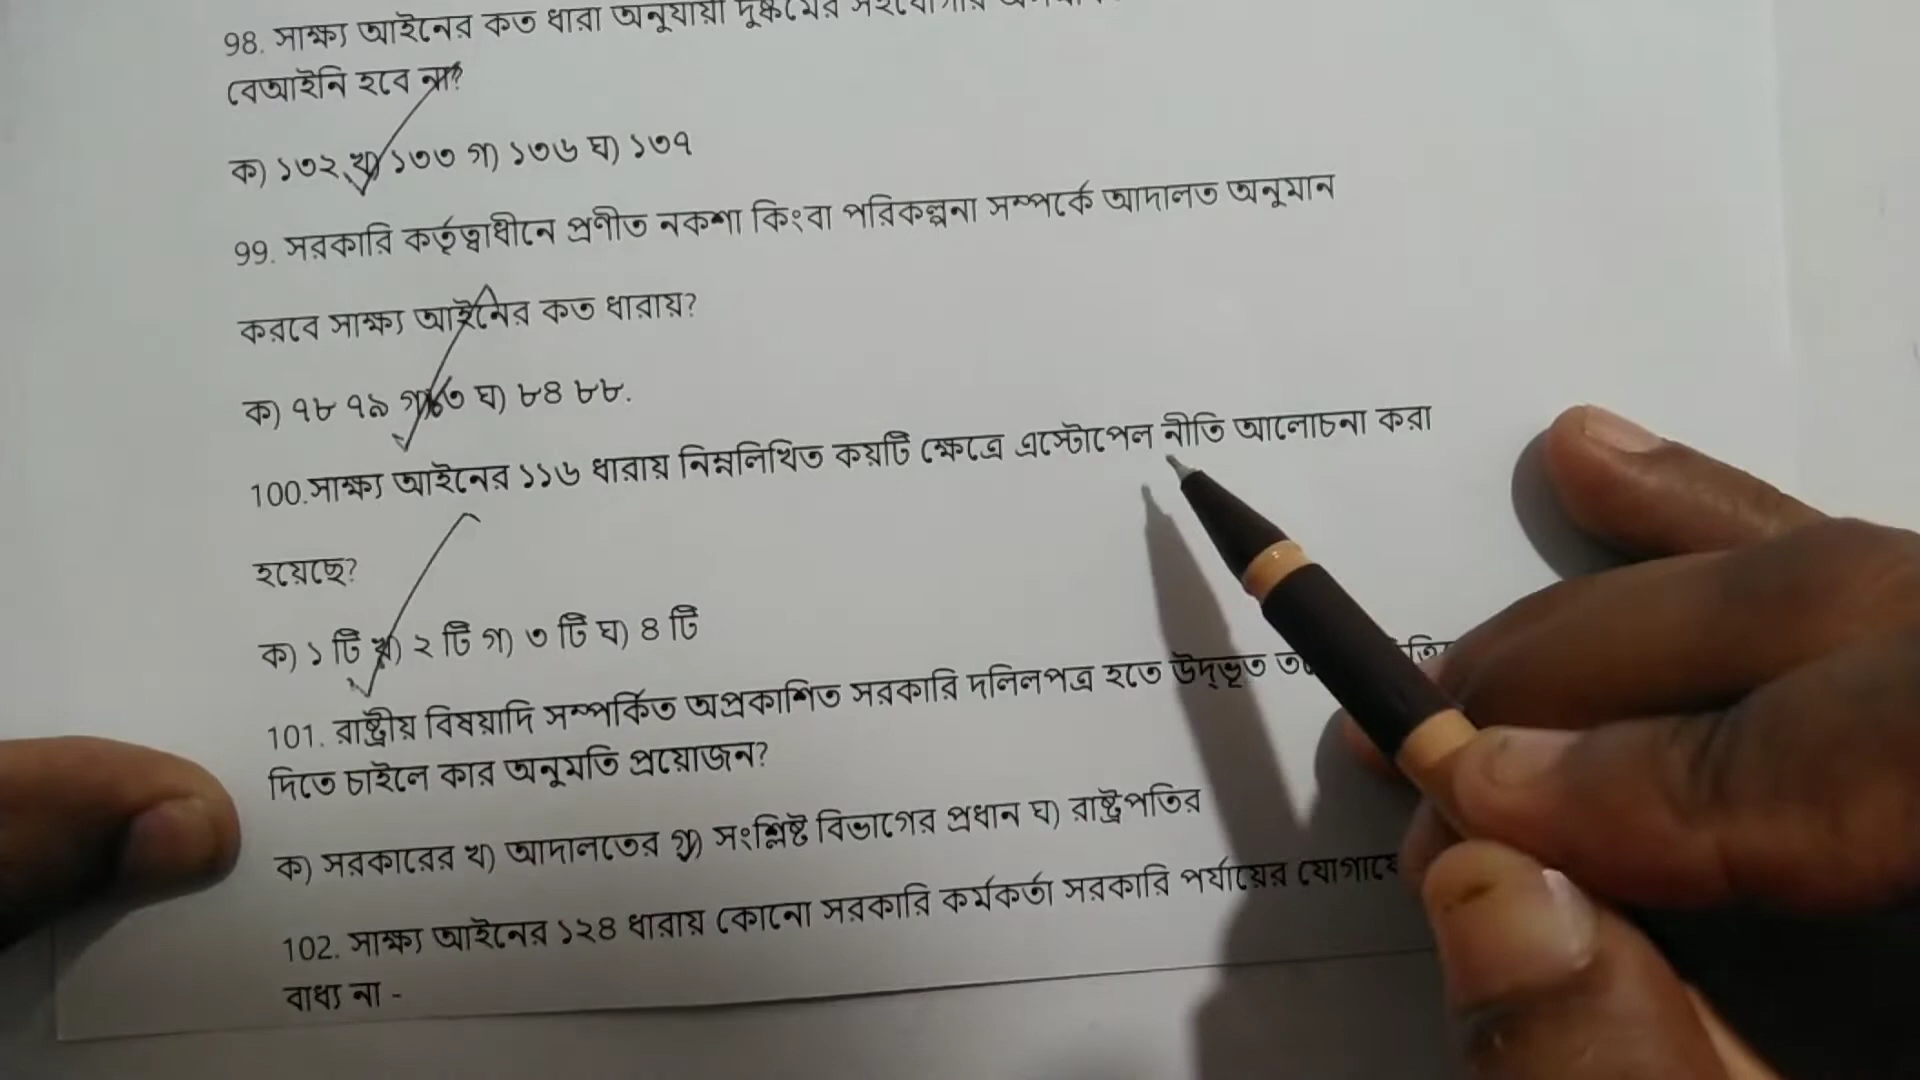 98. সাক্ষ্য আইনের কত ধারা অনুযায়ী দুষ্কর্মের সহযোগীর
বেআইনি হবে না?
ক) ১৩২ খ) ১৩৩ গ) ১৩৬ ঘ) ১৩৭
99. সরকারি কর্তৃত্বাধীনে প্রণীত নকশা কিংবা পরিকল্পনা সম্পর্কে আদালত অনুমান
করবে সাক্ষ্য আইনের কত ধারায়?
ক) ৭৮ ৭৯ গ) ৮৩ ঘ) ৮৪ ৮৮.
100.সাক্ষ্য আইনের ১১৬ ধারায় নিম্নলিখিত কয়টি ক্ষেত্রে এস্টোপেল নীতি আলোচনা করা
হয়েছে?
ক) ১ টি খ) ২ টি গ) ৩ টি ঘ) ৪ টি
101. রাষ্ট্রীয় বিষয়াদি সম্পর্কিত অপ্রকাশিত সরকারি দলিলপত্র হতে উদ্ভূত
দিতে চাইলে কার অনুমতি প্রয়োজন?
ক) সরকারের খ) আদালতের গ) সংশ্লিষ্ট বিভাগের প্রধান ঘ) রাষ্ট্রপতির
102. সাক্ষ্য আইনের ১২৪ ধারায় কোনো সরকারি কর্মকর্তা সরকারি পর্যায়ের
বাধ্য না -